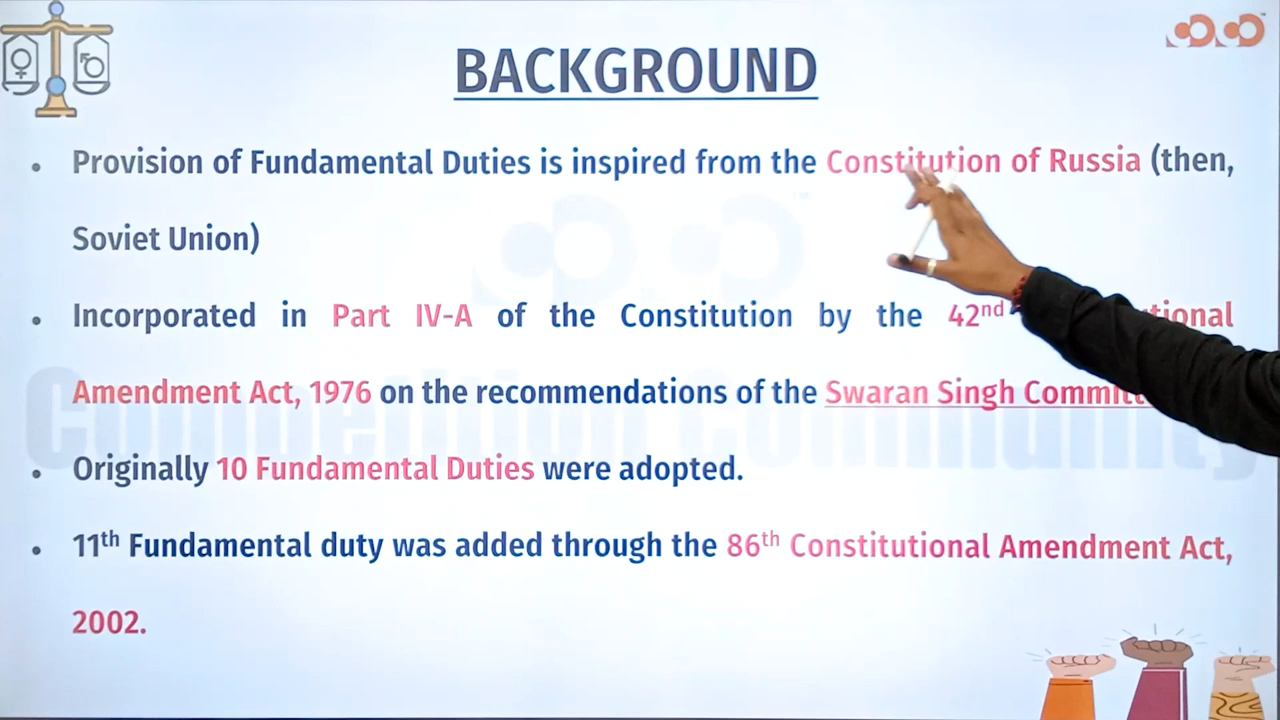 BACKGROUND
• Provision of Fundamental Duties is inspired from the Constitution of Russia (then,
Soviet Union)
• Incorporated in Part IV-A of the Constitution by the 42nd
Amendment Act, 1976 on the recommendations of the Swaran Singh
• Originally 10 Fundamental Duties were adopted.
• 11th Fundamental duty was added through the 86th Constitutional Amendment Act,
2002.
Competition Community